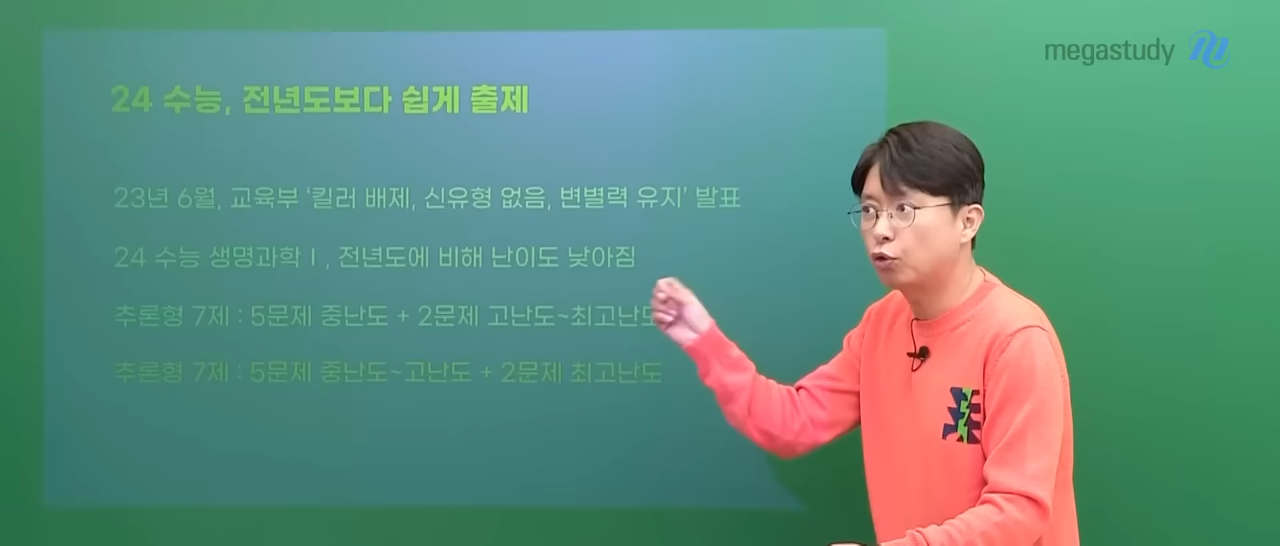 megastudy
24 수능, 전년도보다 쉽게 출제
23년 6월, 교육부 ‘킬러 배제, 신유형 없음, 변별력 유지’ 발표
24 수능 생명과학Ⅰ, 전년도에 비해 난이도 낮아짐
추론형 7제 : 5문제 중난도 + 2문제 고난도~최고난도
추론형 7제 : 5문제 중난도~고난도 + 2문제 최고난도